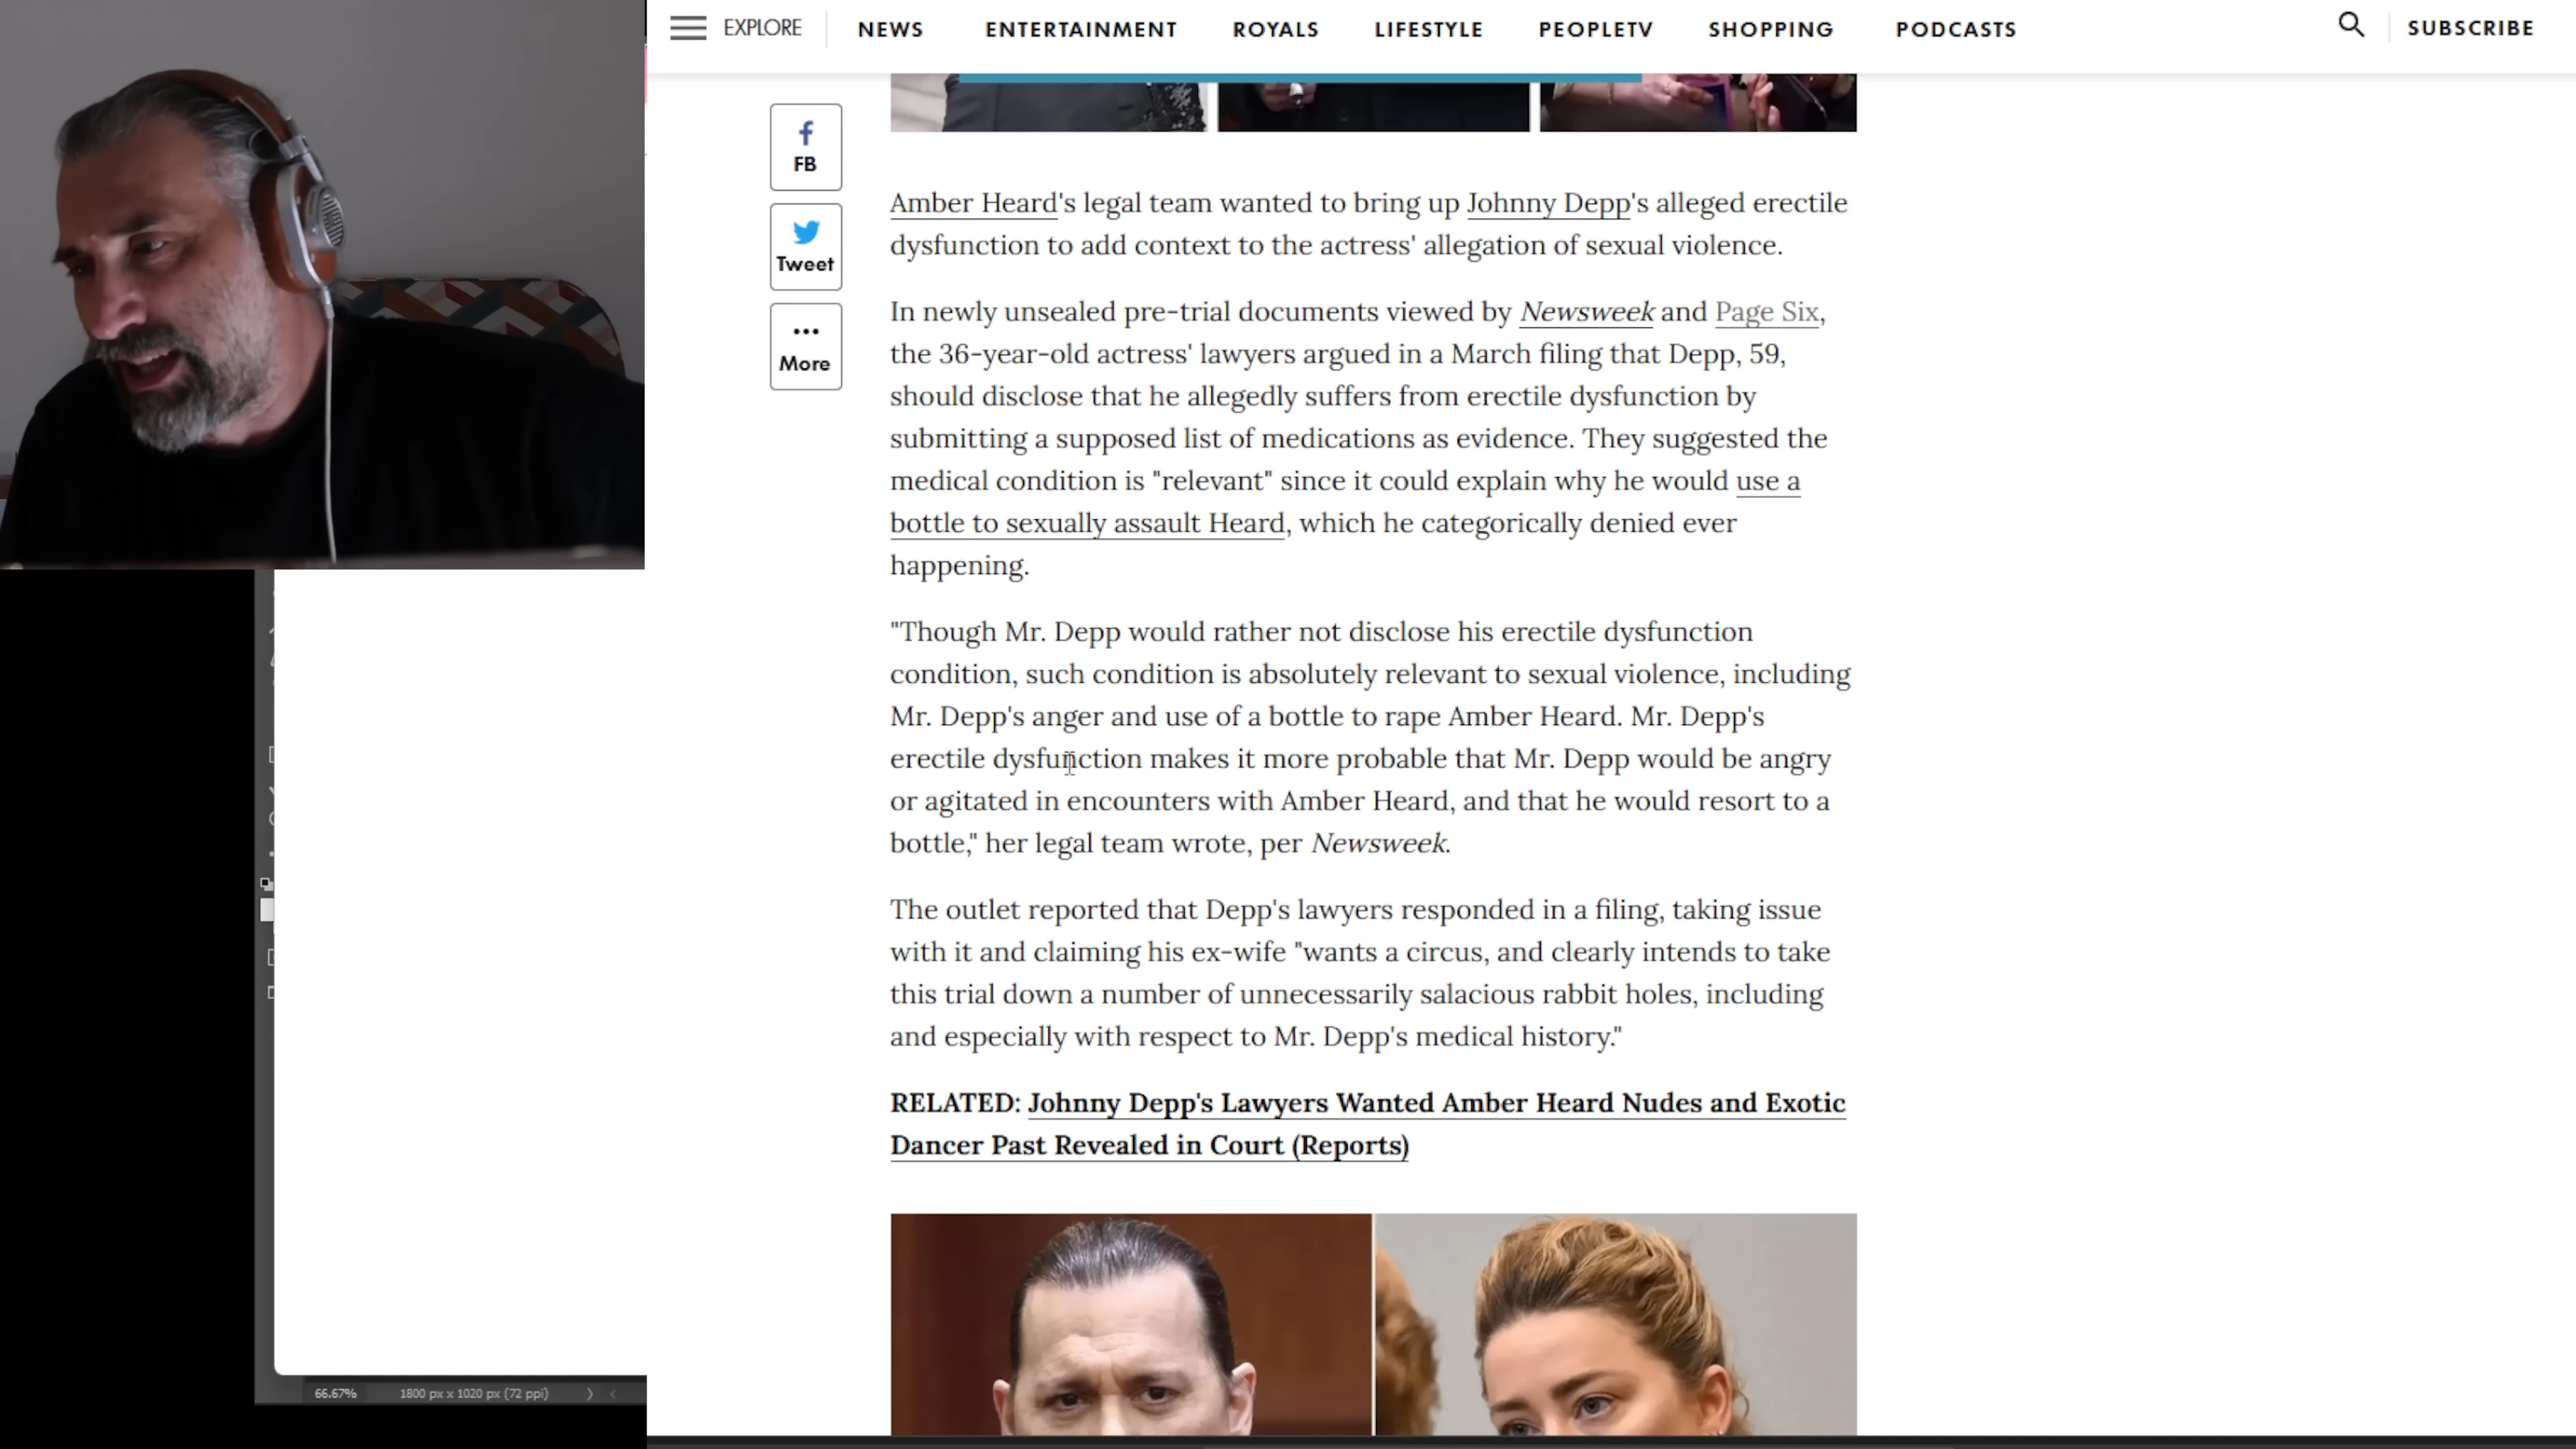 EXPLORE NEWS ENTERTAINMENT ROYALS LIFESTYLE PEOPLETV SHOPPING PODCASTS SUBSCRIBE
FB
Tweet
More
Amber Heard's legal team wanted to bring up Johnny Depp's alleged erectile
dysfunction to add context to the actress' allegation of sexual violence.
In newly unsealed pre-trial documents viewed by Newsweek and Page Six,
the 36-year-old actress' lawyers argued in a March filing that Depp, 59,
should disclose that he allegedly suffers from erectile dysfunction by
submitting a supposed list of medications as evidence. They suggested the
medical condition is "relevant" since it could explain why he would use a
bottle to sexually assault Heard, which he categorically denied ever
happening.
"Though Mr. Depp would rather not disclose his erectile dysfunction
condition, such condition is absolutely relevant to sexual violence, including
Mr. Depp's anger and use of a bottle to rape Amber Heard. Mr. Depp's
erectile dysfunction makes it more probable that Mr. Depp would be angry
or agitated in encounters with Amber Heard, and that he would resort to a
bottle," her legal team wrote, per Newsweek.
The outlet reported that Depp's lawyers responded in a filing, taking issue
with it and claiming his ex-wife "wants a circus, and clearly intends to take
this trial down a number of unnecessarily salacious rabbit holes, including
and especially with respect to Mr. Depp's medical history."
RELATED: Johnny Depp's Lawyers Wanted Amber Heard Nudes and Exotic
Dancer Past Revealed in Court (Reports)
66.67% 1800 px x 1020 px (72 ppi)